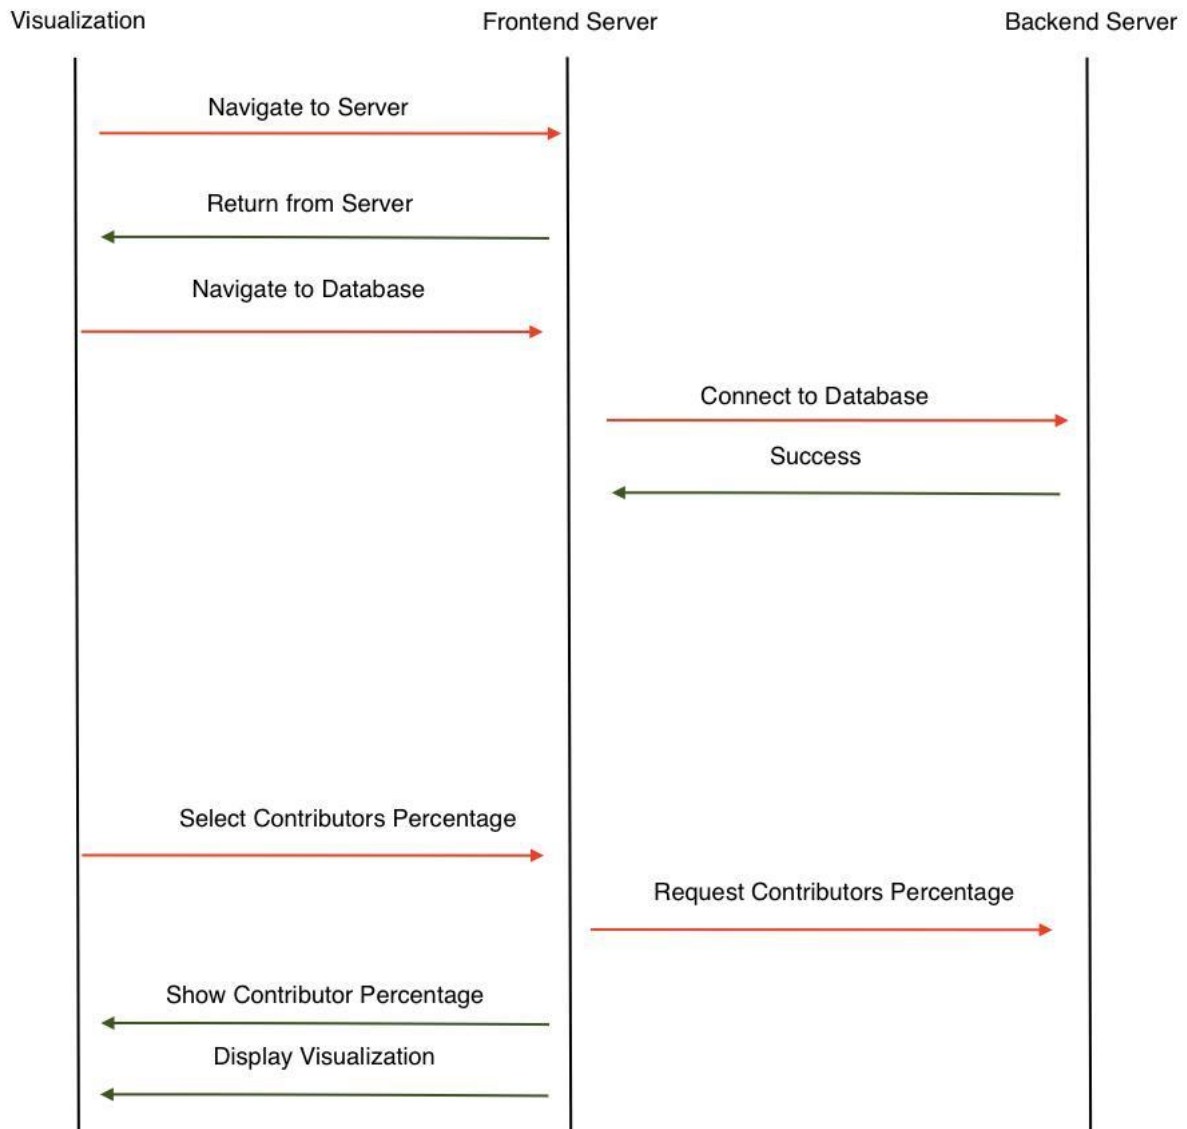 Visualization
Frontend Server
Backend Server
Navigate to Server
Return from Server
Navigate to Database
Connect to Database
Success
Select Contributors Percentage
Request Contributors Percentage
Show Contributor Percentage
Display Visualization